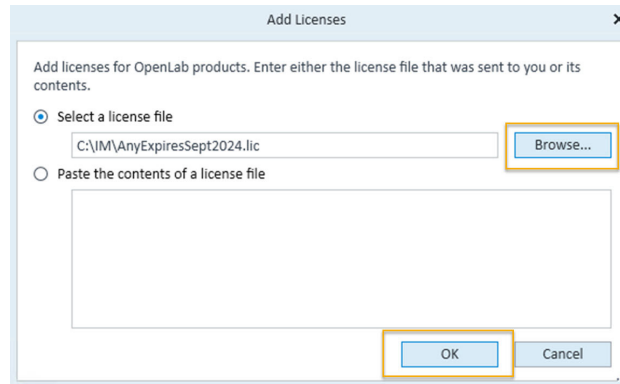 Add Licenses
Add licenses for OpenLab products. Enter either the license file that was sent to you or its
contents.
Select a license file
C:\IM\AnyExpiresSept2024.lic
Browse...
Paste the contents of a license file
OK
Cancel